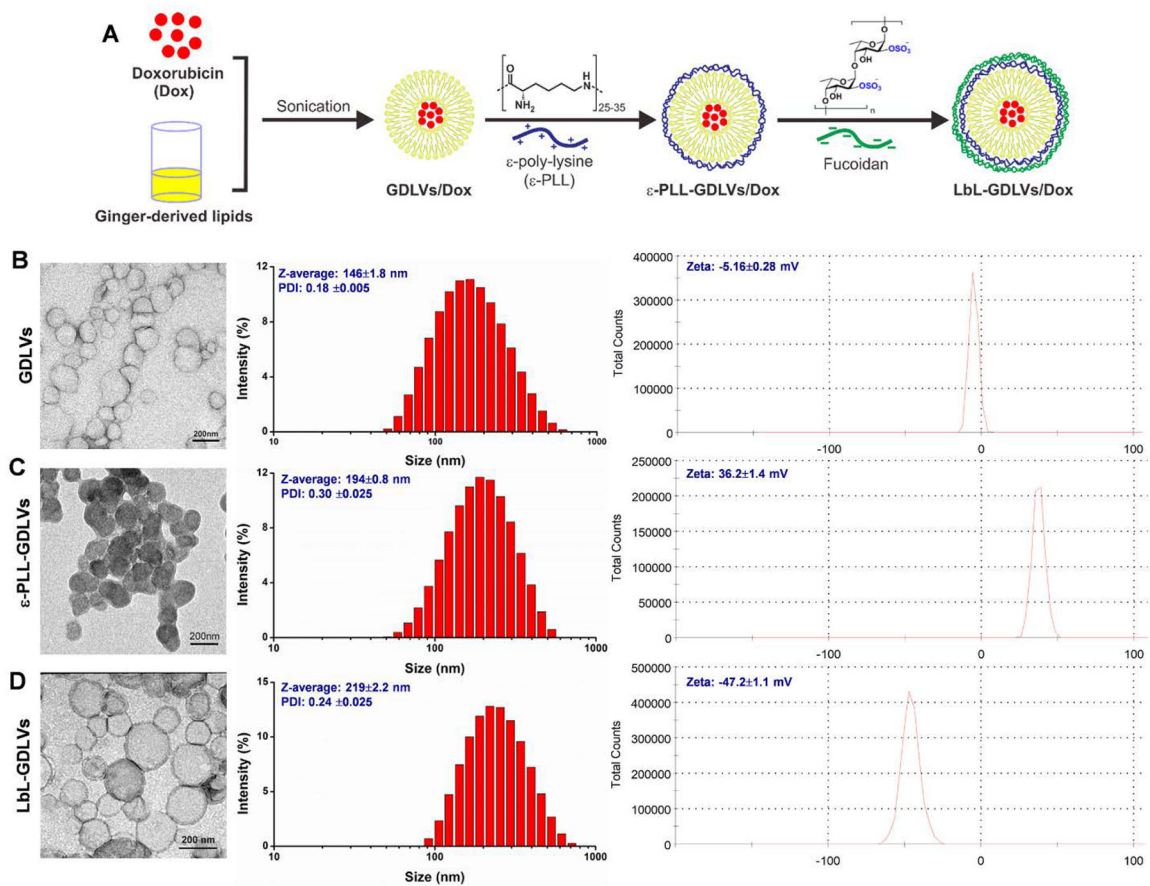 A
Doxorubicin
(Dox)
Ginger-derived lipids
Sonication
GDLVs/Dox
O
H
N
NH₂
25-35
ε-poly-lysine
(ε-PLL)
ε-PLL-GDLVs/Dox
O
O
OSO₃⁻
OH
O
O
OSO₃⁻
OH
O
n
Fucoidan
LbL-GDLVs/Dox
B
GDLVs
200nm
Z-average: 146±1.8 nm
PDI: 0.18 ±0.005
Intensity (%)
12
8
4
0
10
100
1000
Size (nm)
Zeta: -5.16±0.28 mV
Total Counts
400000
300000
200000
100000
0
-100
0
100
C
ε-PLL-GDLVs
200nm
Z-average: 194±0.8 nm
PDI: 0.30 ±0.025
Intensity (%)
12
8
4
0
10
100
1000
Size (nm)
Zeta: 36.2±1.4 mV
Total Counts
250000
200000
150000
100000
50000
0
-100
0
100
D
LbL-GDLVs
200 nm
Z-average: 219±2.2 nm
PDI: 0.24 ±0.025
Intensity (%)
15
10
5
0
10
100
1000
Size (nm)
Zeta: -47.2±1.1 mV
Total Counts
500000
400000
300000
200000
100000
0
-100
0
100